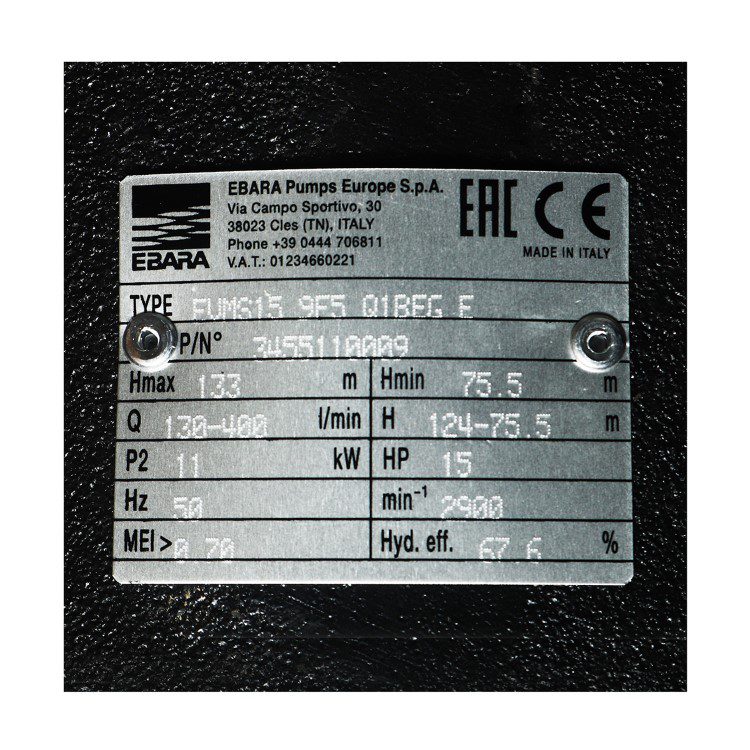 EBARA
EBARA Pumps Europe S.p.A.
Via Campo Sportivo, 30
38023 Cles (TN), ITALY
Phone +39 0444 706811
V.A.T.: 01234660221
EAC CE
MADE IN ITALY
TYPE EVMS15 9F5 Q1BEG E
P/N° 3455110009
Hmax 133 m Hmin 75.5 m
Q 130-400 l/min H 124-75.5 m
P2 11 kW HP 15
Hz 50 min⁻¹ 2900
MEI > 0.70 Hyd. eff. 67.6 %